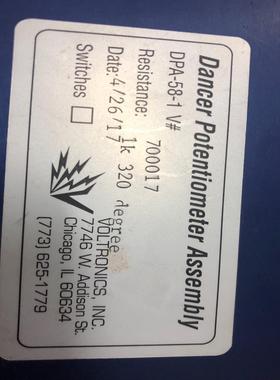 Dancer Potentiometer Assembly
DPA-58-1 V# 700017
Resistance: 1k 320 degree
Date: 4/26/17
Switches
VOLTRONICS, INC.
7746 W. Addison St.
Chicago, IL 60634
(773) 625-1779